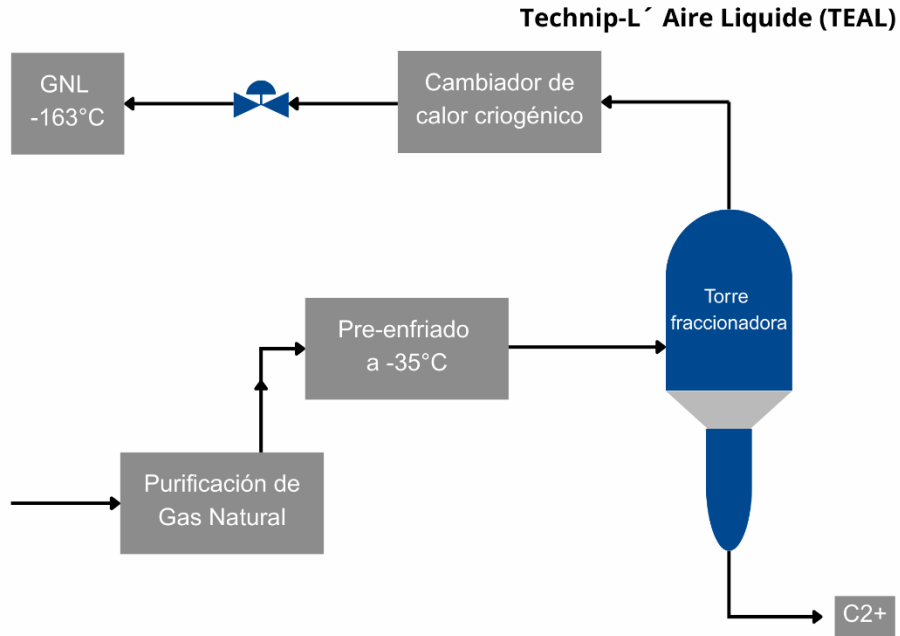 Technip-L´ Aire Liquide (TEAL)
GNL
-163°C
Cambiador de
calor criogénico
Torre
fraccionadora
Pre-enfriado
a -35°C
Purificación de
Gas Natural
C2+